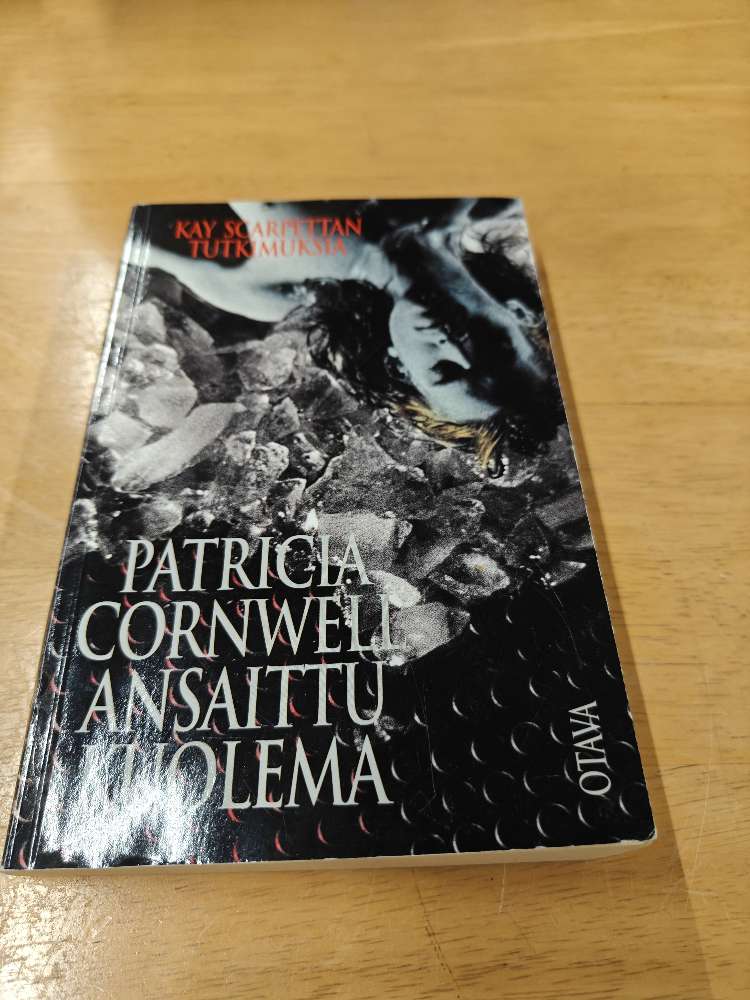 KAY SCARPETTAN
TUTKIMUKSIA
PATRICIA
CORNWELL
ANSAITTU
KUOLEMA
OTAVA